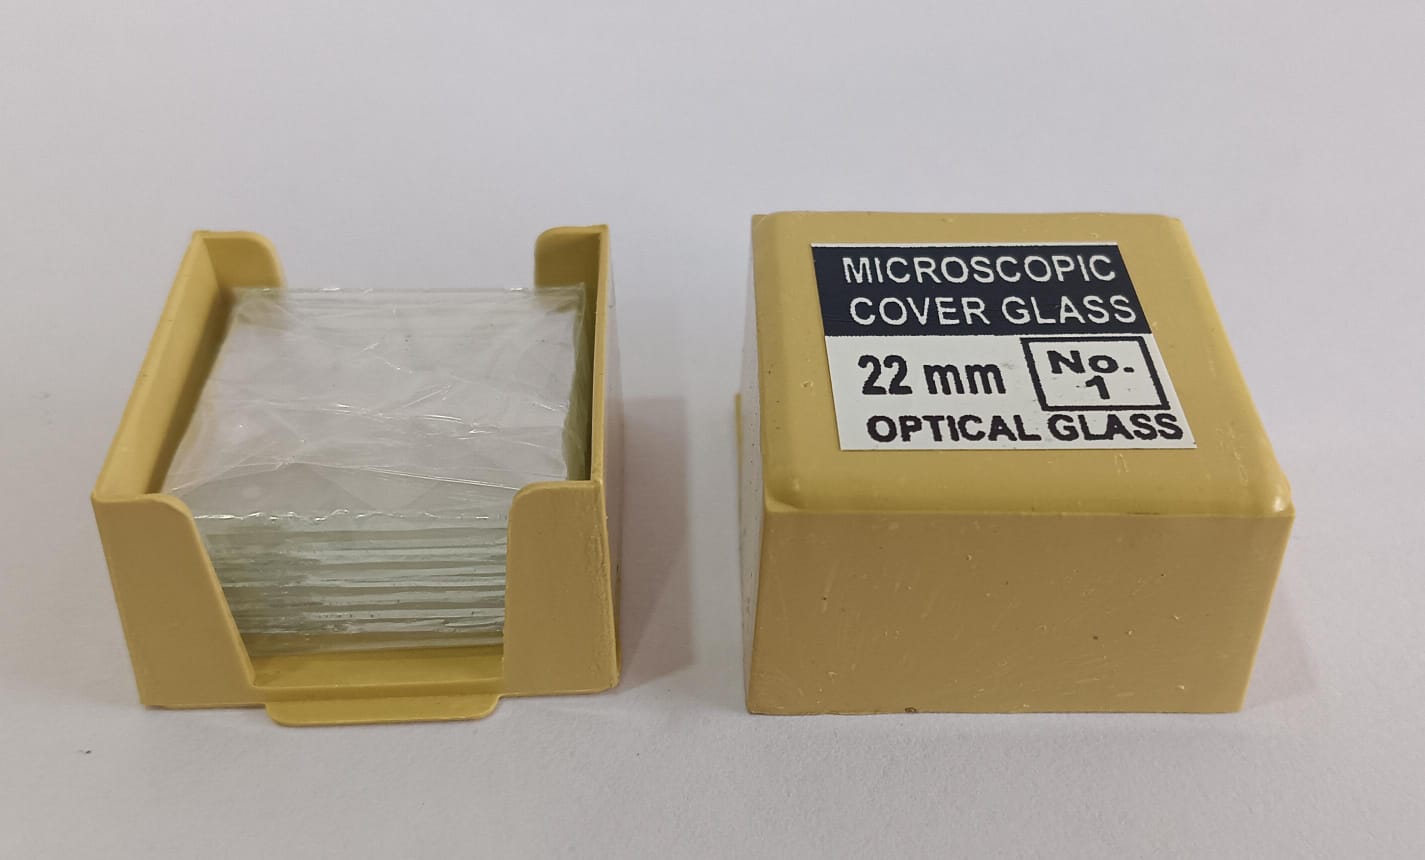 MICROSCOPIC
COVER GLASS
22 mm No. 1
OPTICAL GLASS